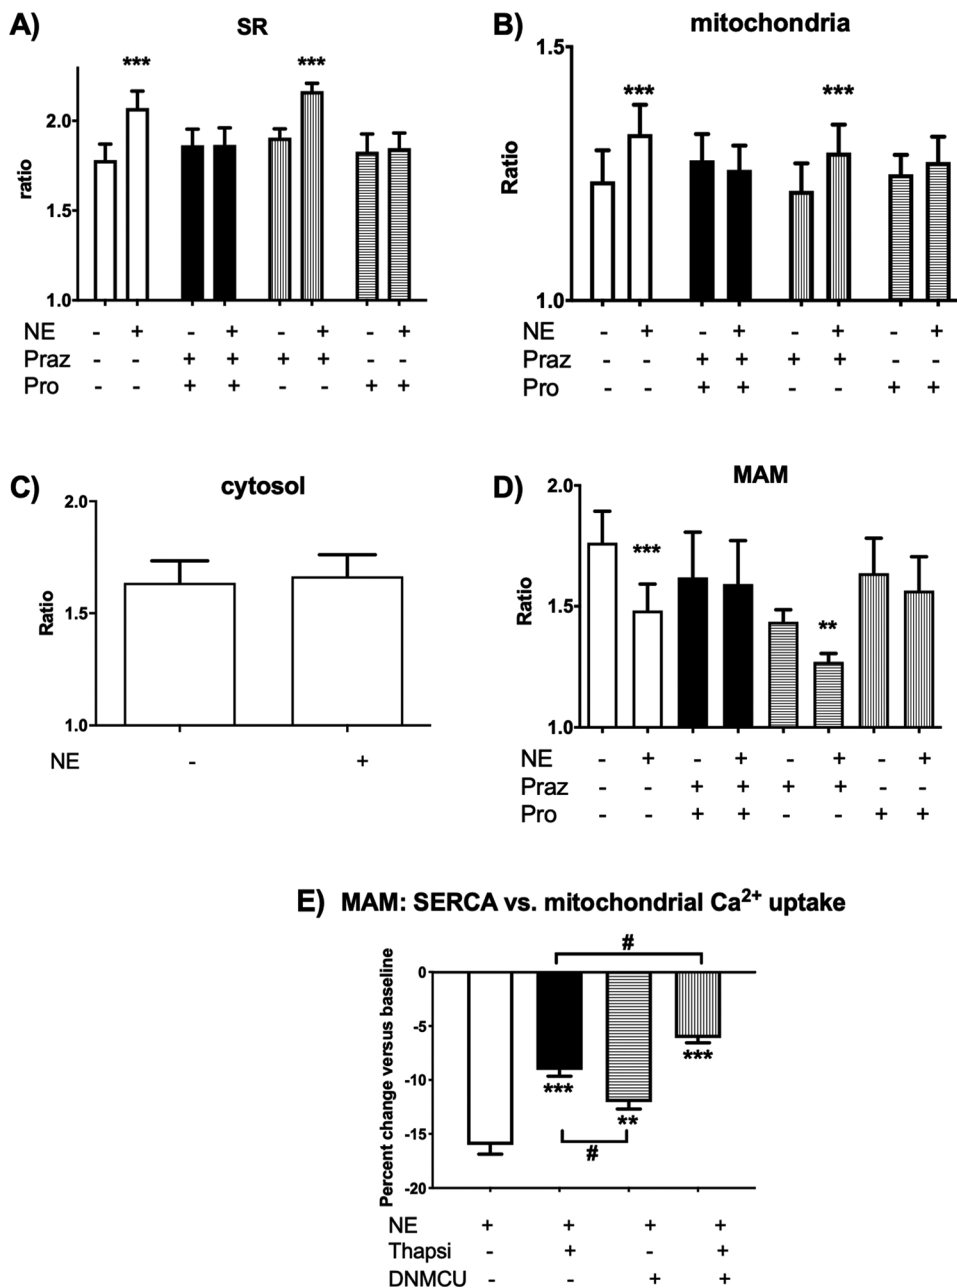 A)
SR
***
***
ratio
2.0
1.5
1.0
NE - + - + - + - +
Praz - - + + + + - -
Pro - - + + - - + +
B)
mitochondria
1.5
***
***
Ratio
1.0
NE - + - + - + - +
Praz - - + + + + - -
Pro - - + + - - + +
C)
cytosol
2.0
Ratio
1.5
1.0
NE - +
D)
MAM
2.0
***
**
Ratio
1.5
1.0
NE - + - + - + - +
Praz - - + + + + - -
Pro - - + + - - + +
E) MAM: SERCA vs. mitochondrial Ca²⁺ uptake
#
Percent change versus baseline
0
-5
-10
-15
-20
***
**
***
#
NE + + + +
Thapsi - + - +
DNMCU - - + +